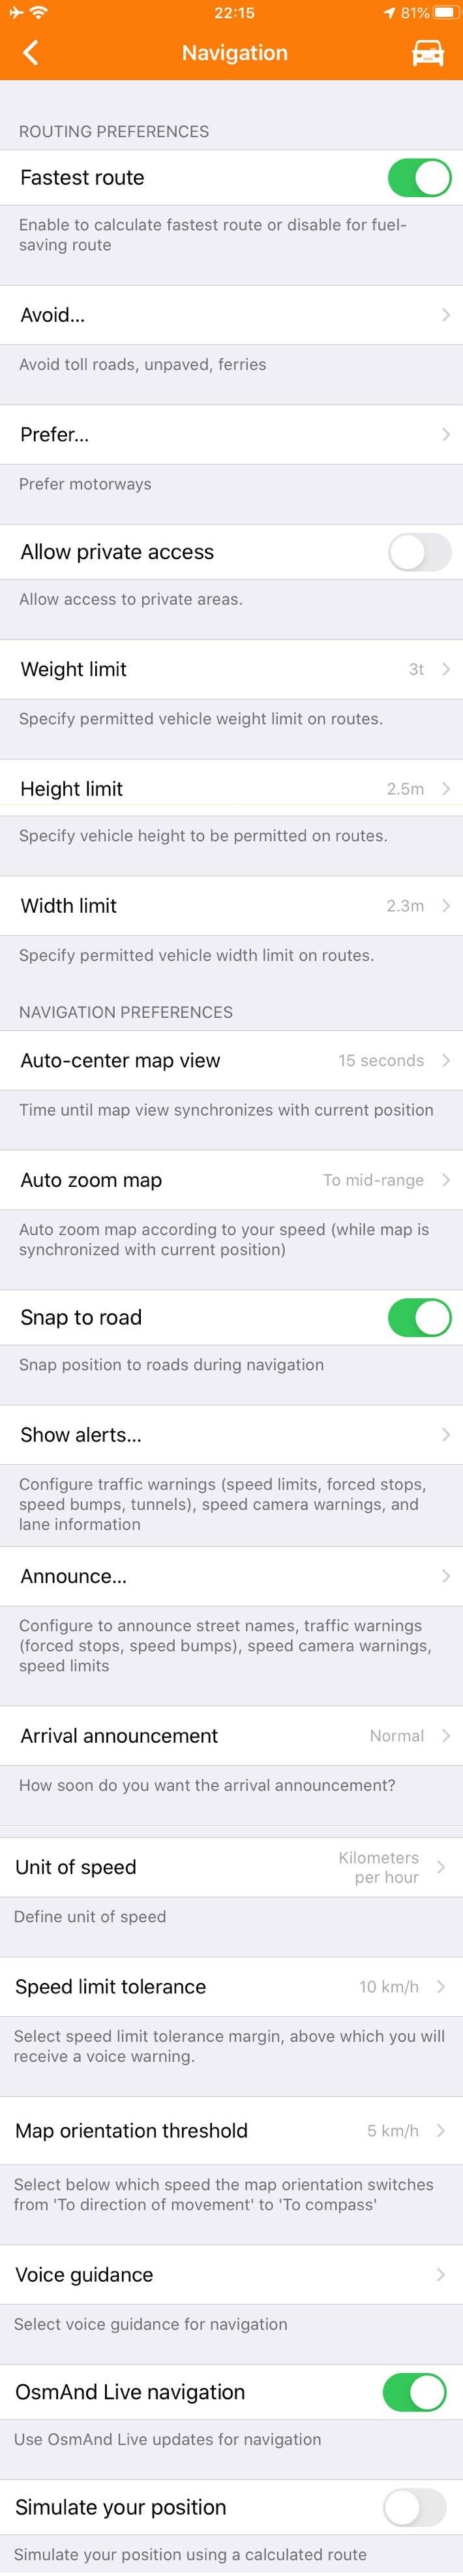 22:15
81%
Navigation
ROUTING PREFERENCES
Fastest route
Enable to calculate fastest route or disable for fuel-
saving route
Avoid...
Avoid toll roads, unpaved, ferries
Prefer...
Prefer motorways
Allow private access
Allow access to private areas.
Weight limit 3t
Specify permitted vehicle weight limit on routes.
Height limit 2.5m
Specify vehicle height to be permitted on routes.
Width limit 2.3m
Specify permitted vehicle width limit on routes.
NAVIGATION PREFERENCES
Auto-center map view 15 seconds
Time until map view synchronizes with current position
Auto zoom map To mid-range
Auto zoom map according to your speed (while map is
synchronized with current position)
Snap to road
Snap position to roads during navigation
Show alerts...
Configure traffic warnings (speed limits, forced stops,
speed bumps, tunnels), speed camera warnings, and
lane information
Announce...
Configure to announce street names, traffic warnings
(forced stops, speed bumps), speed camera warnings,
speed limits
Arrival announcement Normal
How soon do you want the arrival announcement?
Unit of speed Kilometers
per hour
Define unit of speed
Speed limit tolerance 10 km/h
Select speed limit tolerance margin, above which you will
receive a voice warning.
Map orientation threshold 5 km/h
Select below which speed the map orientation switches
from 'To direction of movement' to 'To compass'
Voice guidance
Select voice guidance for navigation
OsmAnd Live navigation
Use OsmAnd Live updates for navigation
Simulate your position
Simulate your position using a calculated route